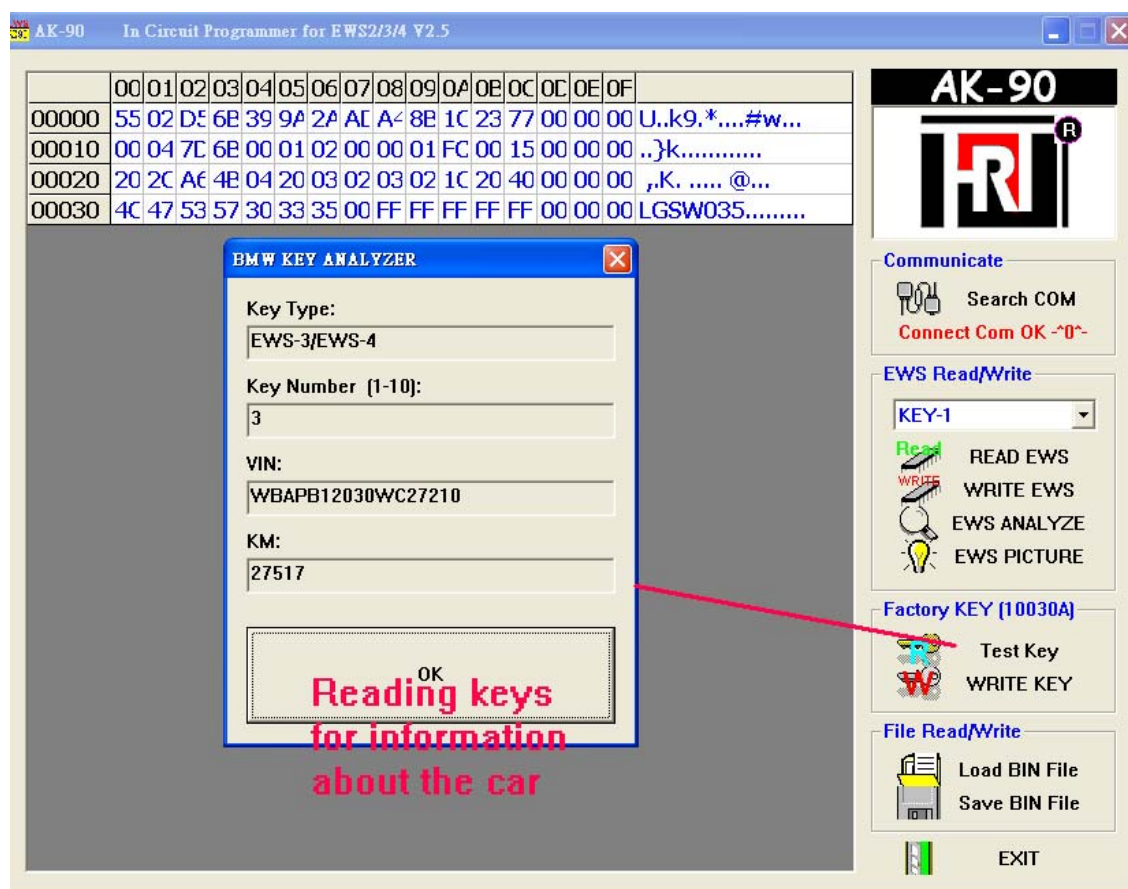 AK-90 In Circuit Programmer for EWS2/3/4 V2.5
00 01 02 03 04 05 06 07 08 09 0A 0B 0C 0D 0E 0F
00000 55 02 D5 6B 39 9A 2A AD A4 8B 1C 23 77 00 00 00 U..k9.*....#w...
00010 00 04 7D 6B 00 01 02 00 00 01 FC 00 15 00 00 00 ..}k............
00020 20 2C A6 4B 04 20 03 02 03 02 1C 20 40 00 00 00 ,.K. ..... @...
00030 4C 47 53 57 30 33 35 00 FF FF FF FF FF 00 00 00 LGSW035.........
BMW KEY ANALYZER
Key Type:
EWS-3/EWS-4
Key Number (1-10):
3
VIN:
WBAPB12030WC27210
KM:
27517
OK
Reading keys
for information
about the car
AK-90
R
Communicate
Search COM
Connect Com OK -^0^-
EWS Read/Write
KEY-1
Read
READ EWS
WRITE
WRITE EWS
EWS ANALYZE
EWS PICTURE
Factory KEY (10030A)
R
Test Key
W
WRITE KEY
File Read/Write
Load BIN File
Save BIN File
EXIT